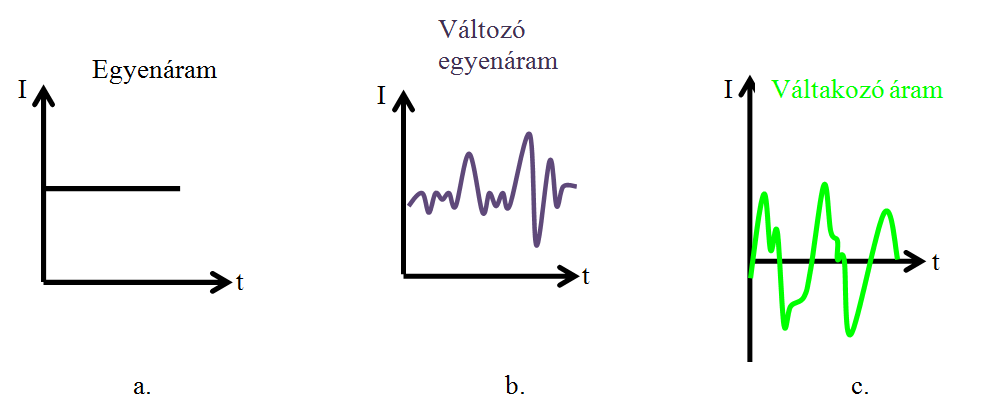 Egyenáram
I
t
a.
Változó
egyenáram
I
t
b.
Váltakozó áram
I
t
c.